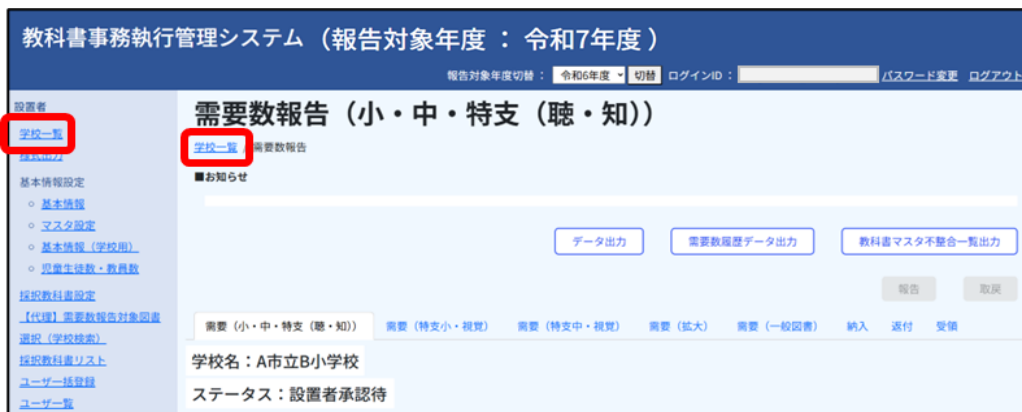 教科書事務執行管理システム（報告対象年度 ： 令和7年度 ）
報告対象年度切替 ： 令和6年度 切替 ログインID ： パスワード変更 ログアウト
設置者
学校一覧
様式出力
基本情報設定
基本情報
マスタ設定
基本情報（学校用）
児童生徒数・教員数
採択教科書設定
【代理】需要数報告対象図書
選択（学校検索）
採択教科書リスト
ユーザー括登録
ユーザ一覧
需要数報告（小・中・特支（聴・知））
学校一覧 / 需要数報告
■お知らせ
データ出力 需要数履歴データ出力 教科書マスタ不整合一覧出力
報告 取戻
需要（小・中・特支（聴・知）） 需要（特支小・視覚） 需要（特支中・視覚） 需要（拡大） 需要（一般図書） 納入 返付 受領
学校名：A市立B小学校
ステータス：設置者承認待